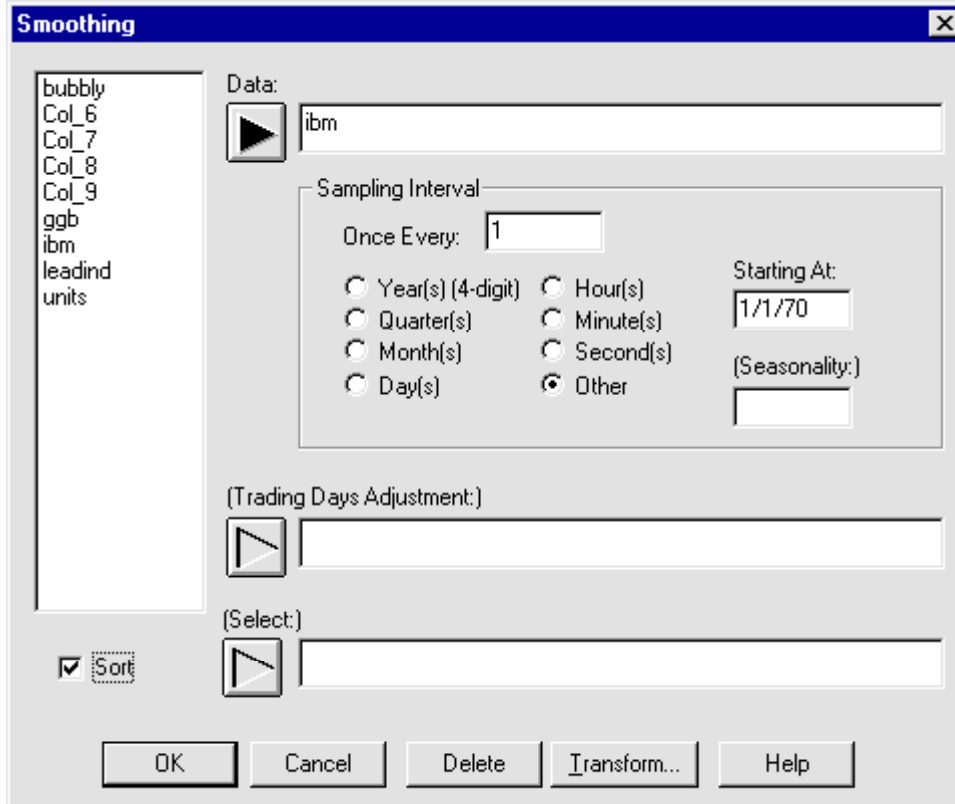 Smoothing
bubbly
Col_6
Col_7
Col_8
Col_9
ggb
ibm
leadind
units
Sort
Data:
ibm
Sampling Interval
Once Every: 1
Year(s) (4-digit)
Quarter(s)
Month(s)
Day(s)
Hour(s)
Minute(s)
Second(s)
Other
Starting At:
1/1/70
(Seasonality:)
(Trading Days Adjustment:)
(Select:)
OK Cancel Delete Transform... Help